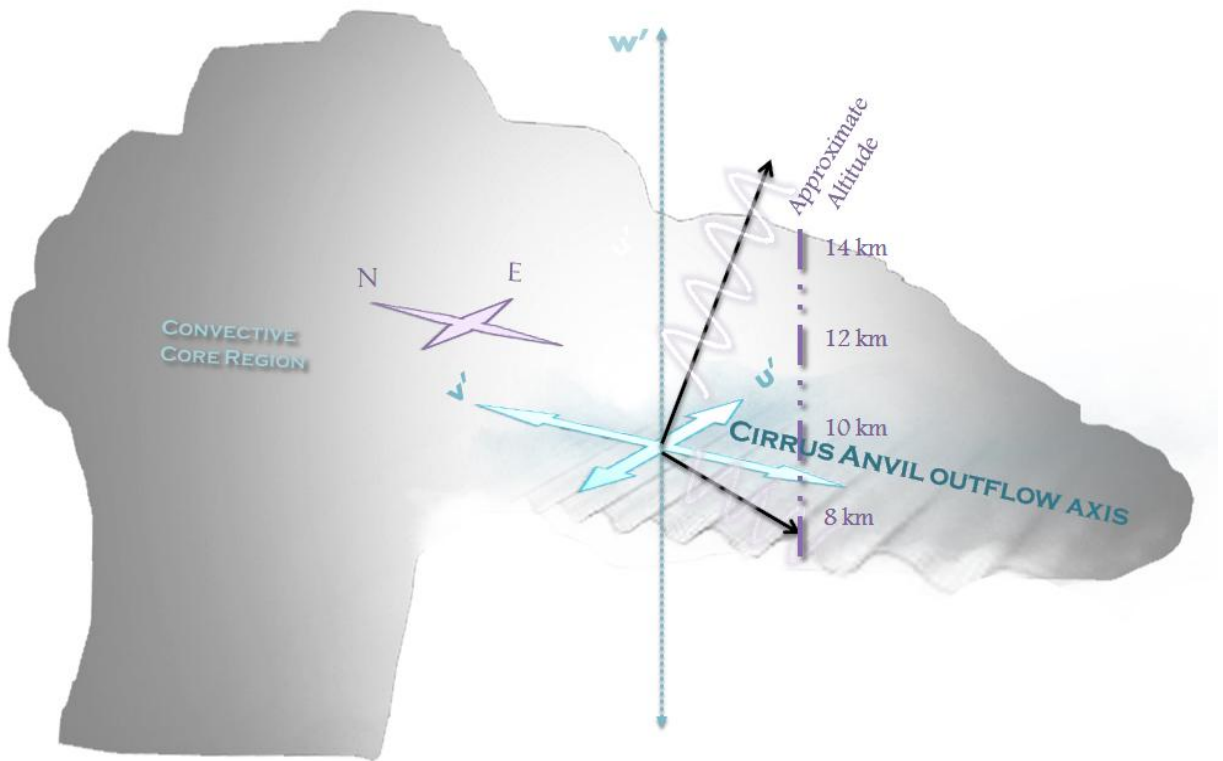 w'
Approximate
Altitude
14 km
N
E
Convective
Core Region
12 km
v'
u'
10 km
Cirrus Anvil outflow axis
8 km